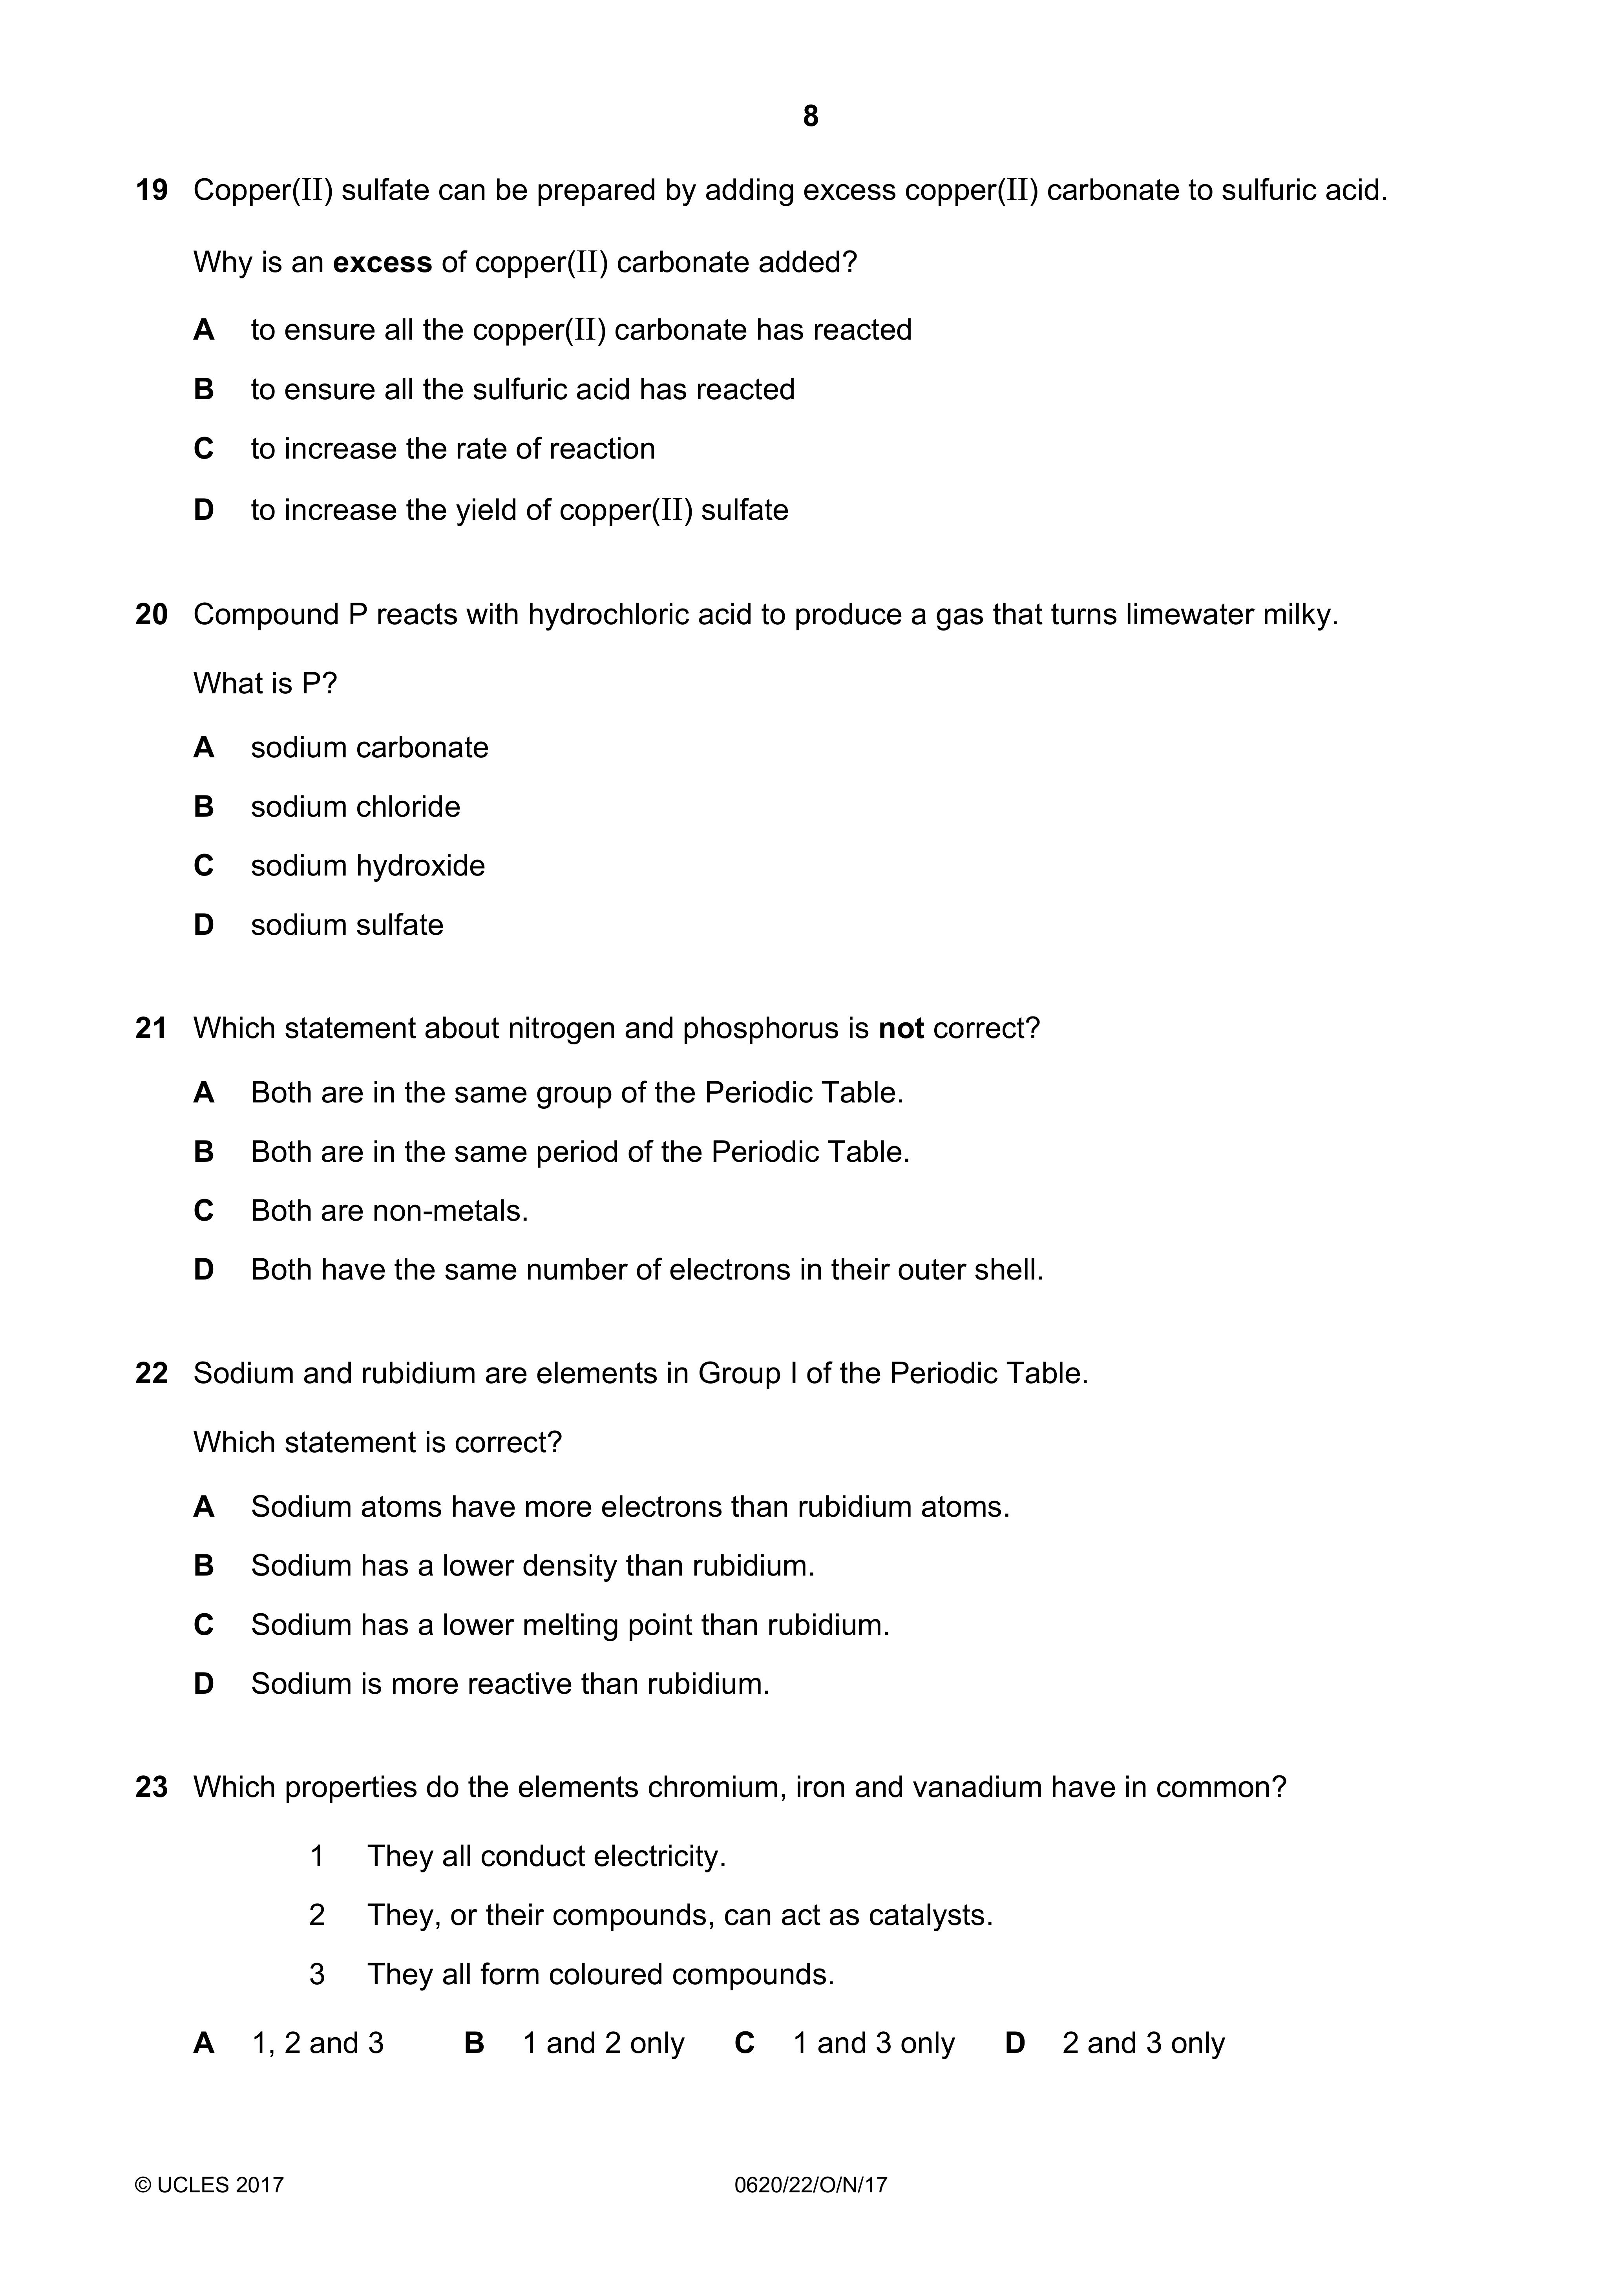 8
19 Copper(II) sulfate can be prepared by adding excess copper(II) carbonate to sulfuric acid.
Why is an excess of copper(II) carbonate added?
A to ensure all the copper(II) carbonate has reacted
B to ensure all the sulfuric acid has reacted
C to increase the rate of reaction
D to increase the yield of copper(II) sulfate
20 Compound P reacts with hydrochloric acid to produce a gas that turns limewater milky.
What is P?
A sodium carbonate
B sodium chloride
C sodium hydroxide
D sodium sulfate
21 Which statement about nitrogen and phosphorus is not correct?
A Both are in the same group of the Periodic Table.
B Both are in the same period of the Periodic Table.
C Both are non-metals.
D Both have the same number of electrons in their outer shell.
22 Sodium and rubidium are elements in Group I of the Periodic Table.
Which statement is correct?
A Sodium atoms have more electrons than rubidium atoms.
B Sodium has a lower density than rubidium.
C Sodium has a lower melting point than rubidium.
D Sodium is more reactive than rubidium.
23 Which properties do the elements chromium, iron and vanadium have in common?
1 They all conduct electricity.
2 They, or their compounds, can act as catalysts.
3 They all form coloured compounds.
A 1, 2 and 3 B 1 and 2 only C 1 and 3 only D 2 and 3 only
© UCLES 2017 0620/22/O/N/17